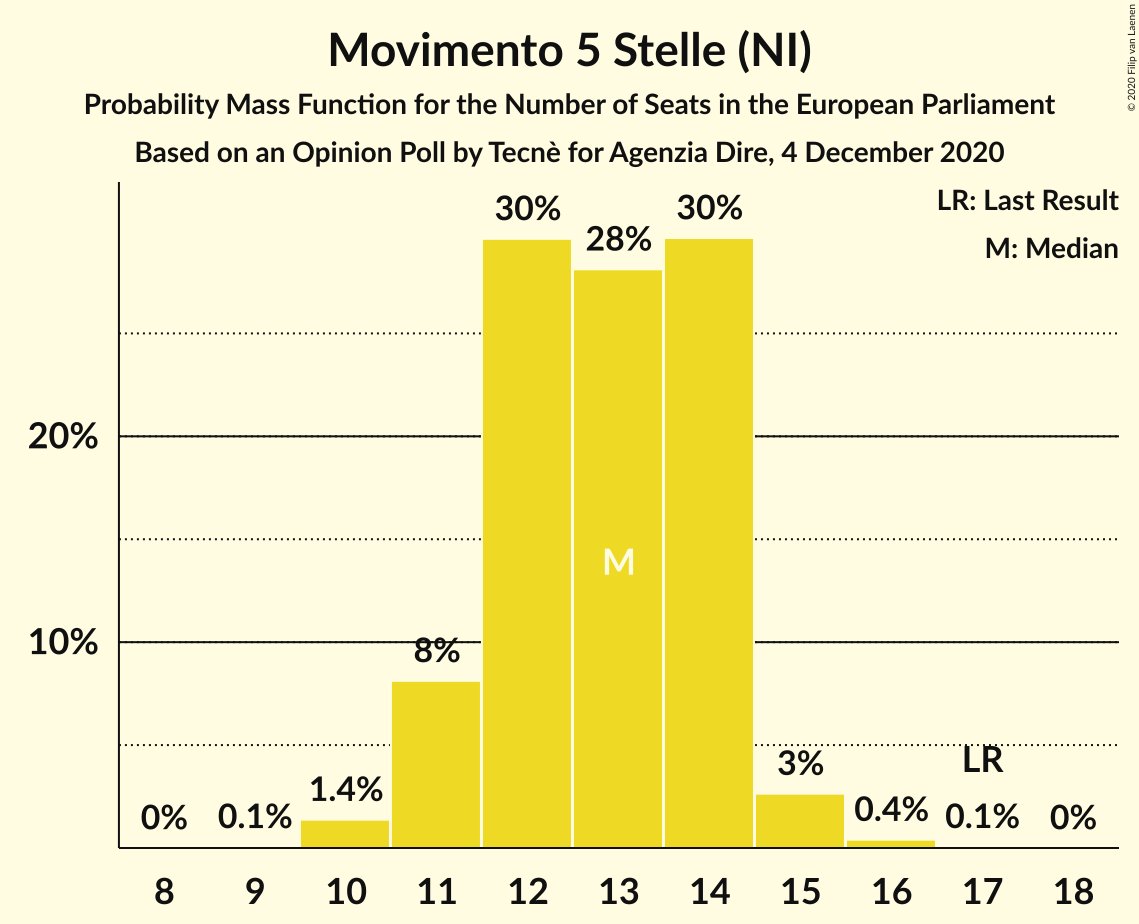 Movimento 5 Stelle (NI)
Probability Mass Function for the Number of Seats in the European Parliament
Based on an Opinion Poll by Tecnè for Agenzia Dire, 4 December 2020
© 2020 Filip van Laenen
LR: Last Result
M: Median
30%
28%
30%
20%
M
10%
8%
1.4%
3%
LR
0%
0.1%
0.4%
0.1%
0%
8 9 10 11 12 13 14 15 16 17 18